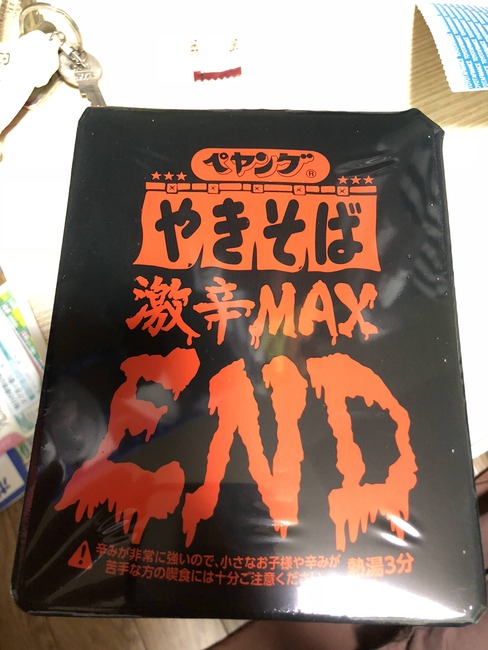 ペヤング®
やきそば
激辛MAX
END
辛みが非常に強いので、小さなお子様や辛みが
苦手な方の喫食には十分ご注意くださ
熱湯3分